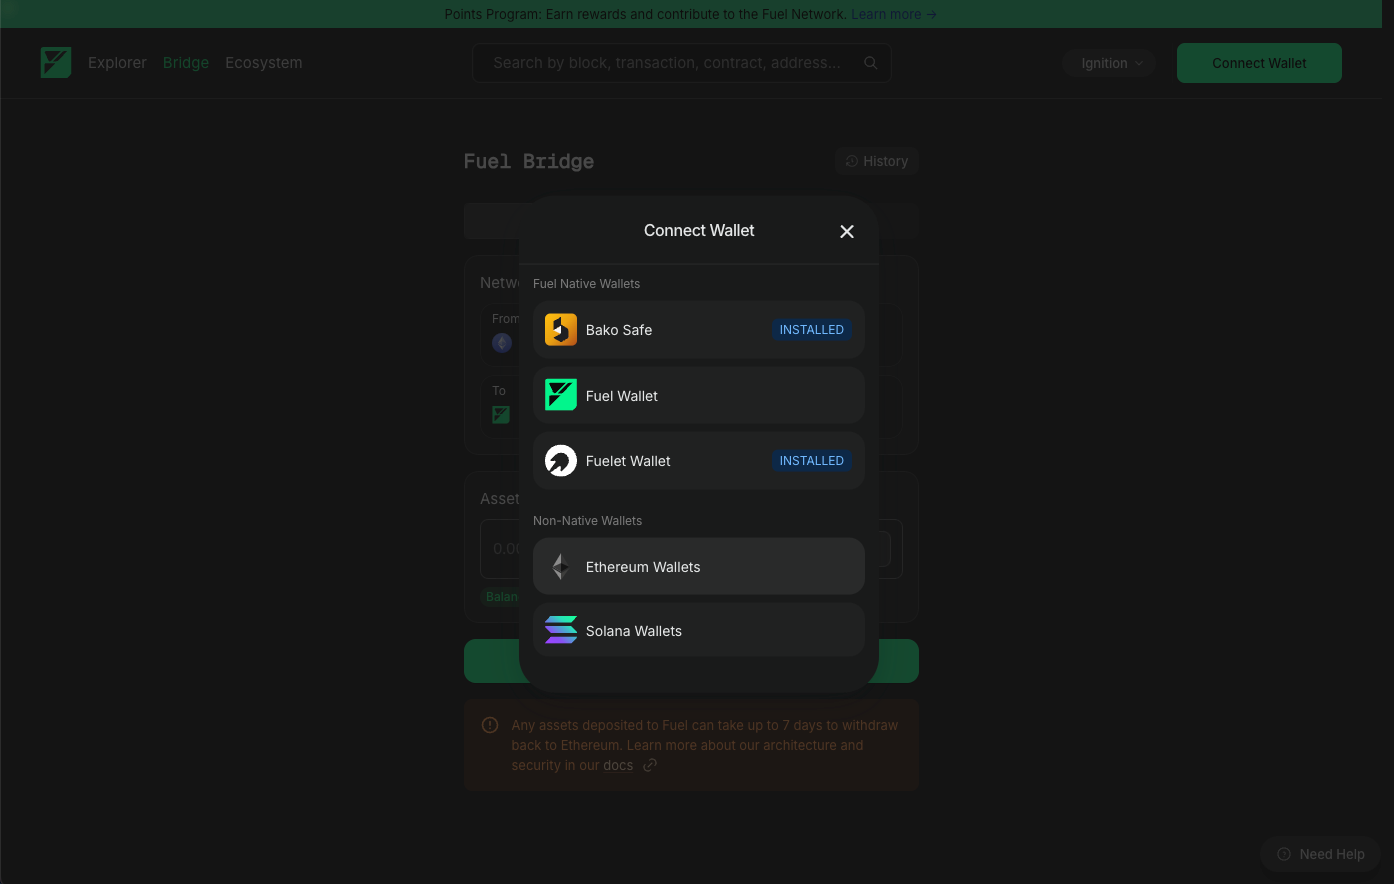 Points Program: Earn rewards and contribute to the Fuel Network. Learn more →
Explorer Bridge Ecosystem
Search by block, transaction, contract, address...
Ignition
Connect Wallet
Fuel Bridge
History
Connect Wallet
Fuel Native Wallets
Bako Safe
INSTALLED
Fuel Wallet
Fuelet Wallet
INSTALLED
Non-Native Wallets
Ethereum Wallets
Solana Wallets
Netwo
From
To
Asset
0.00
Balan
Any assets deposited to Fuel can take up to 7 days to withdraw
back to Ethereum. Learn more about our architecture and
security in our docs
Need Help